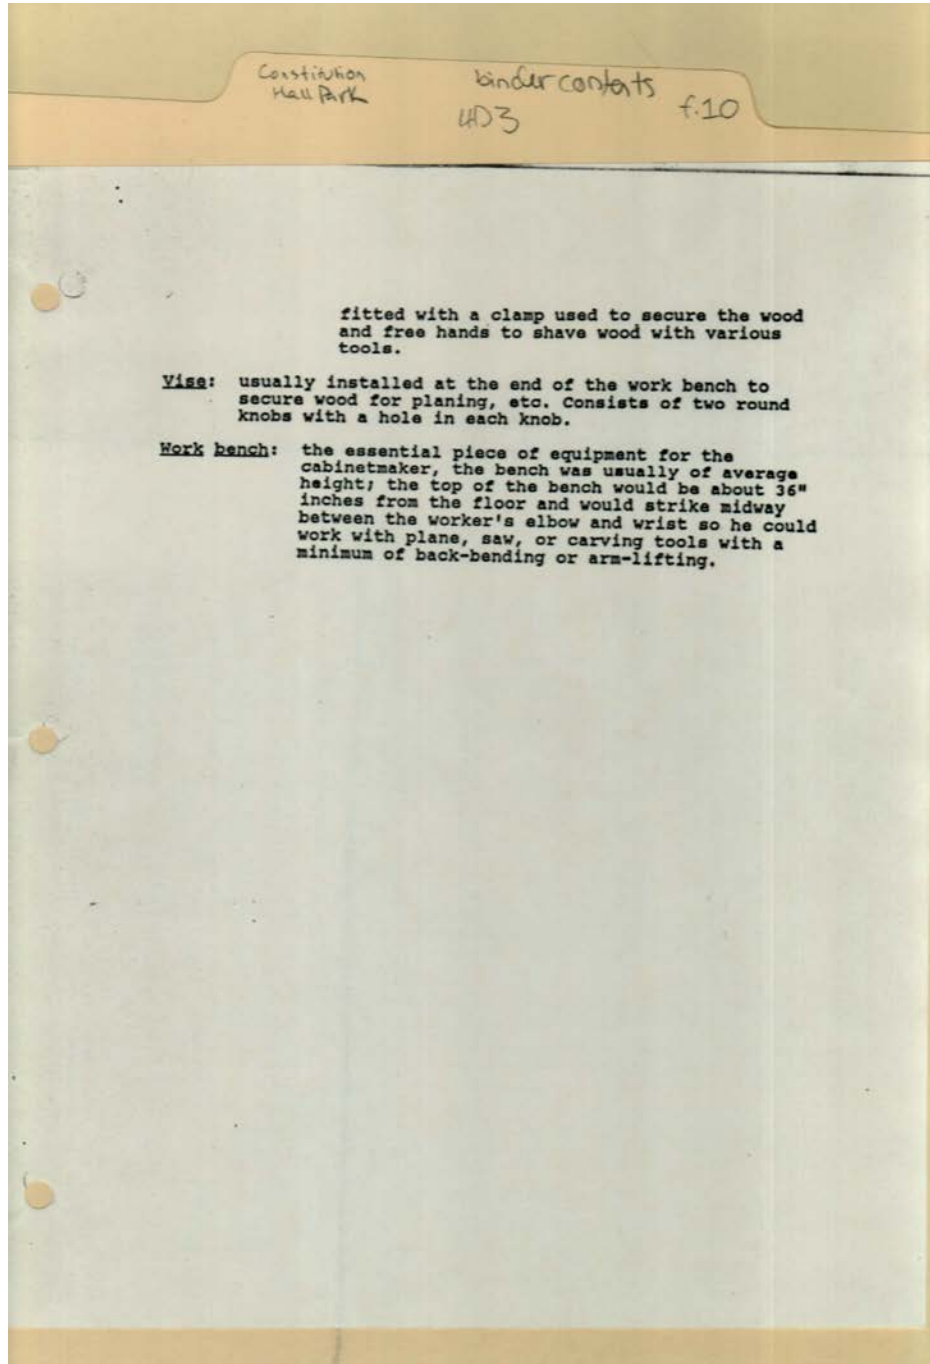 Constitution
Hall Park
binder contents
4D3
f.10
fitted with a clamp used to secure the wood
and free hands to shave wood with various
tools.
Vise: usually installed at the end of the work bench to
secure wood for planing, etc. Consists of two round
knobs with a hole in each knob.
Work bench: the essential piece of equipment for the
cabinetmaker, the bench was usually of average
height; the top of the bench would be about 36"
inches from the floor and would strike midway
between the worker's elbow and wrist so he could
work with plane, saw, or carving tools with a
minimum of back-bending or arm-lifting.